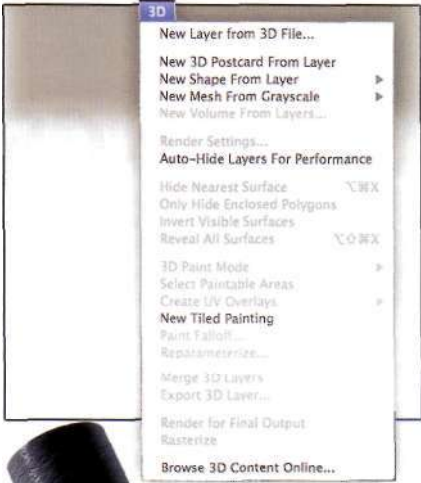 3D
New Layer from 3D File...
New 3D Postcard From Layer
New Shape From Layer
New Mesh From Grayscale
New Volume From Layers...
Render Settings...
Auto-Hide Layers For Performance
Hide Nearest Surface ⌥⌘X
Only Hide Enclosed Polygons
Invert Visible Surfaces
Reveal All Surfaces ⌥⇧⌘X
3D Paint Mode
Select Paintable Areas
Create UV Overlays
New Tiled Painting
Paint Falloff...
Reparameterize...
Merge 3D Layers
Export 3D Layer...
Render for Final Output
Rasterize
Browse 3D Content Online...